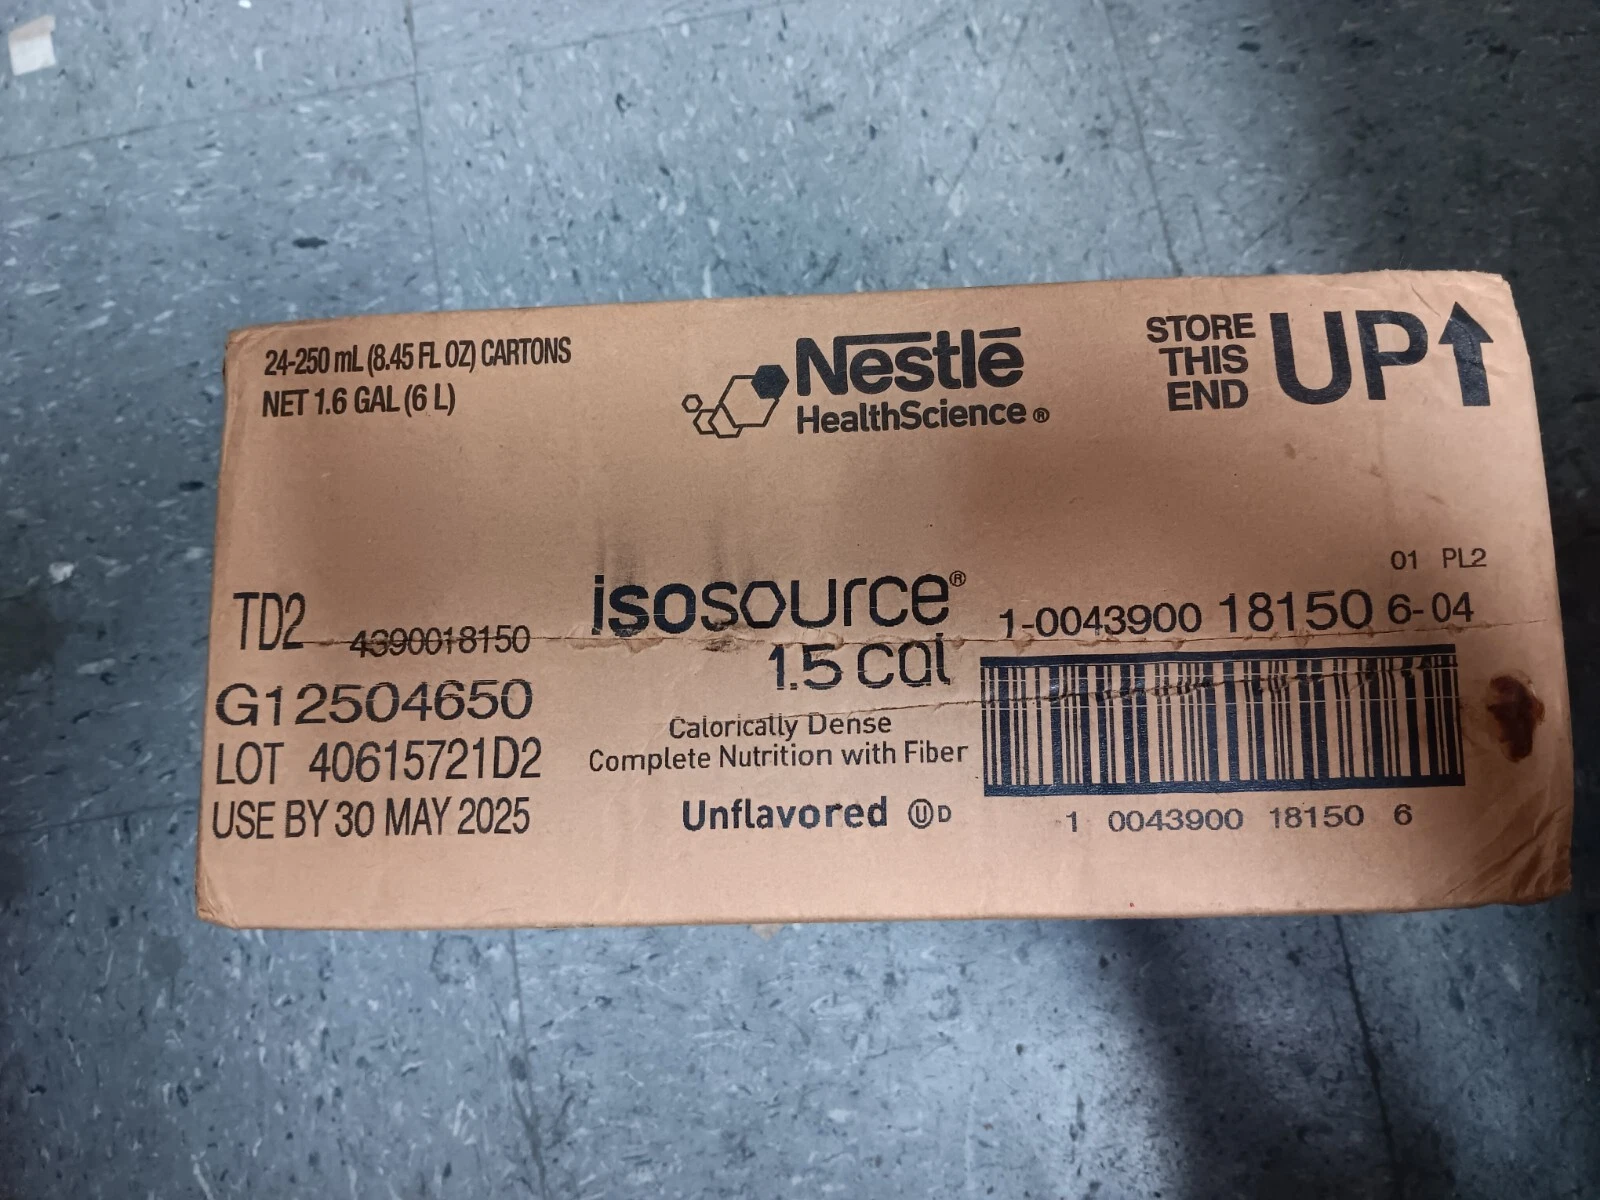 24-250 mL (8.45 FL OZ) CARTONS
NET 1.6 GAL (6 L)
Nestlē
HealthScience ®
STORE
THIS
END
UP
TD2
4390018150
G12504650
LOT 40615721D2
USE BY 30 MAY 2025
isosource®
1.5 cal
Calorically Dense
Complete Nutrition with Fiber
Unflavored Ⓤ D
01 PL2
1-0043900 18150 6-04
1 0043900 18150 6